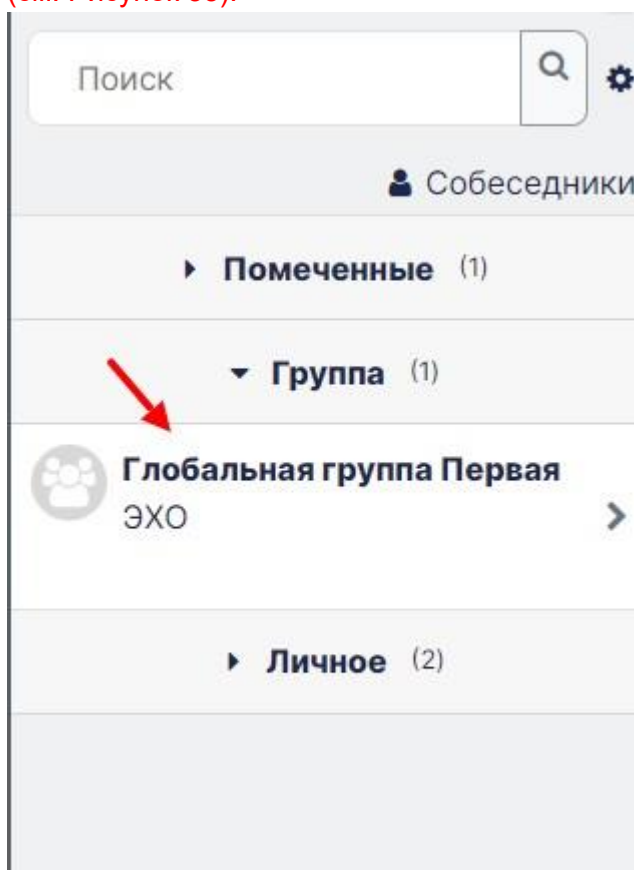 Поиск
Собеседники
Помеченные (1)
Группа (1)
Глобальная группа Первая
ЭХО
Личное (2)